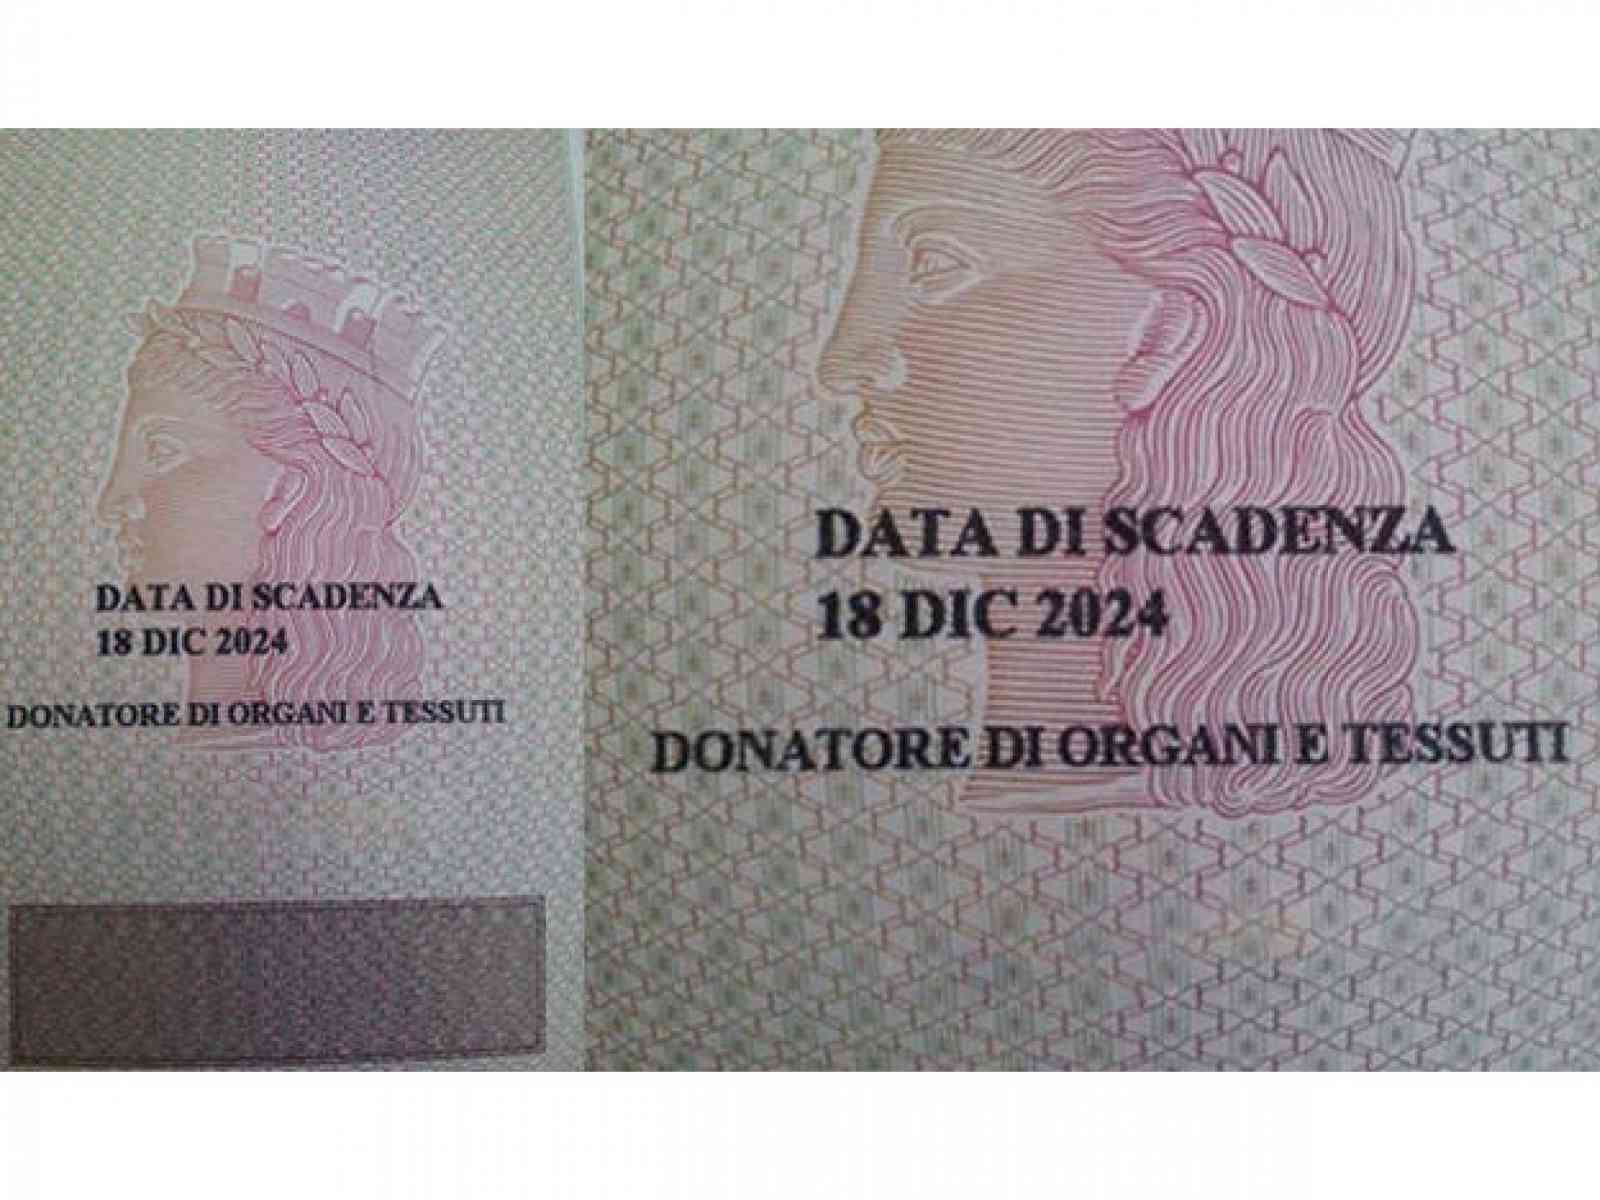 DATA DI SCADENZA
18 DIC 2024
DONATORE DI ORGANI E TESSUTI
DATA DI SCADENZA
18 DIC 2024
DONATORE DI ORGANI E TESSUTI